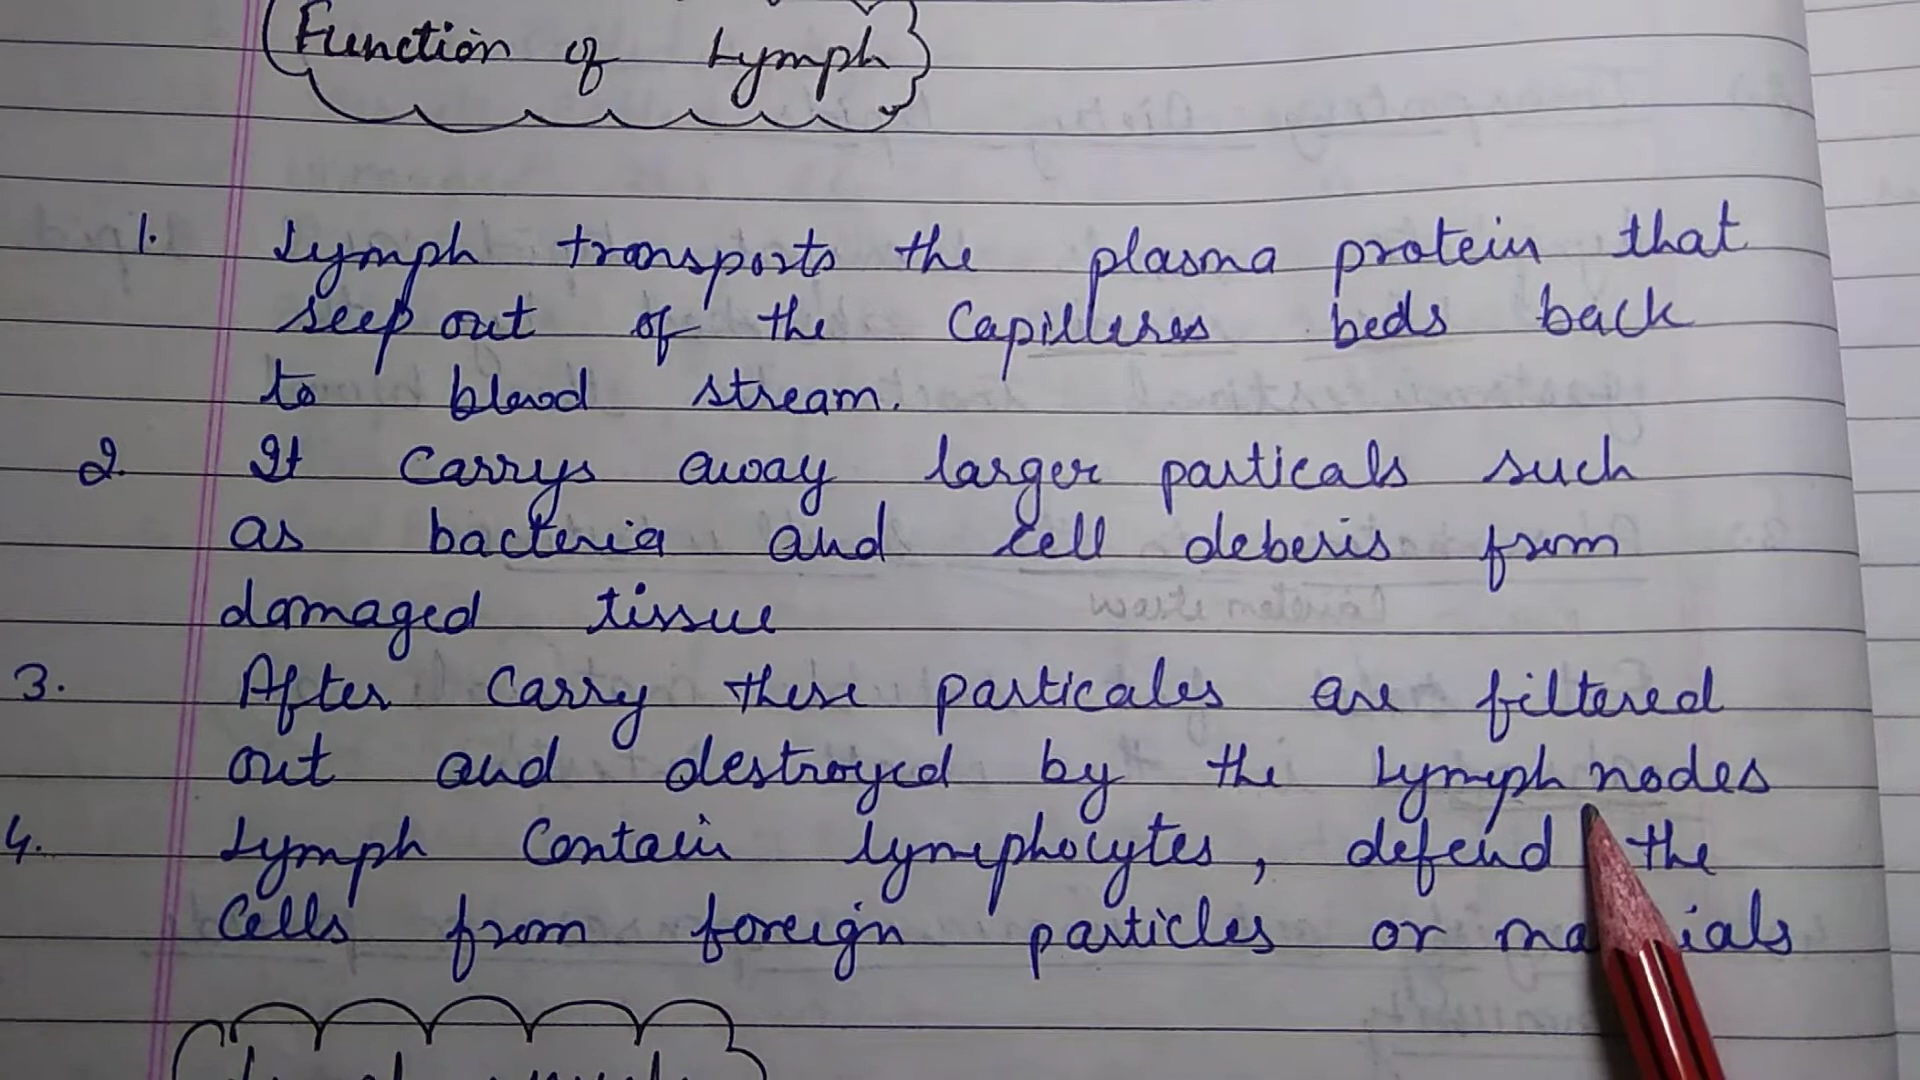 Function of Lymph
1. Lymph transports the plasma protein that
seep out of the Capilleres beds back
to blood stream.
2. It Carrys away larger particals such
as bacteria and cell deberis from
damaged tissue
3. After Carry these particales are filtered
out and destroyed by the Lymph nodes
4. Lymph Contain lymphocytes, defend the
Cells from foreign particles or ma ials